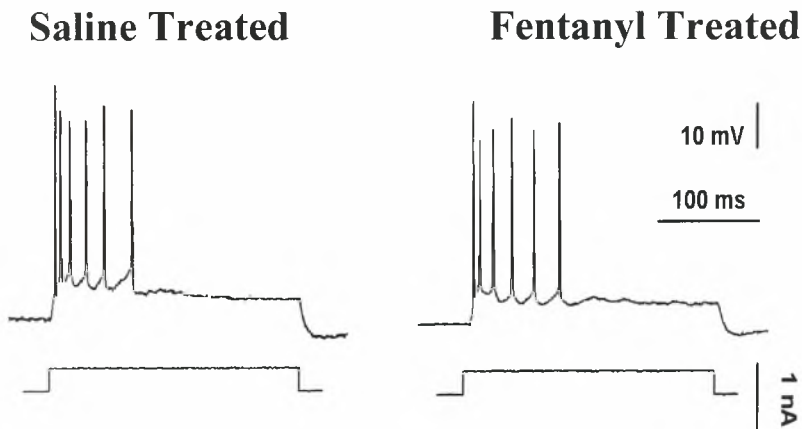 Saline Treated
Fentanyl Treated
10 mV
100 ms
1 nA